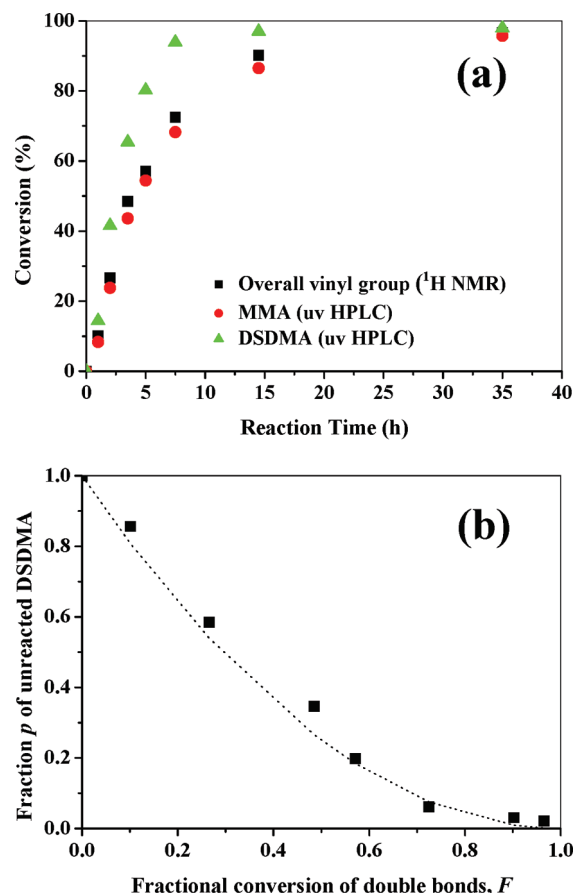 100
(a)
80
60
40
20
0
Conversion (%)
Overall vinyl group (¹H NMR)
MMA (uv HPLC)
DSDMA (uv HPLC)
0 5 10 15 20 25 30 35 40
Reaction Time (h)
1.0
(b)
0.8
0.6
0.4
0.2
0.0
Fraction p of unreacted DSDMA
0.0 0.2 0.4 0.6 0.8 1.0
Fractional conversion of double bonds, F